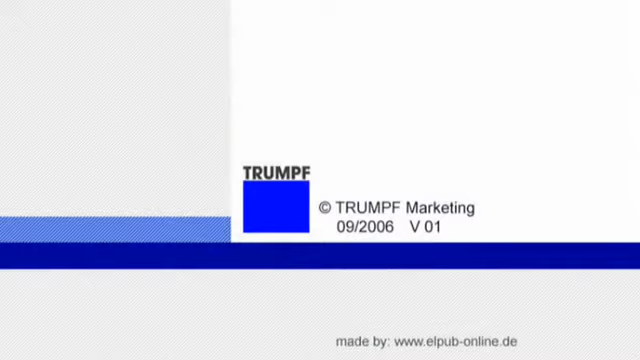 TRUMPF
© TRUMPF Marketing
09/2006 V 01
made by: www.elpub-online.de